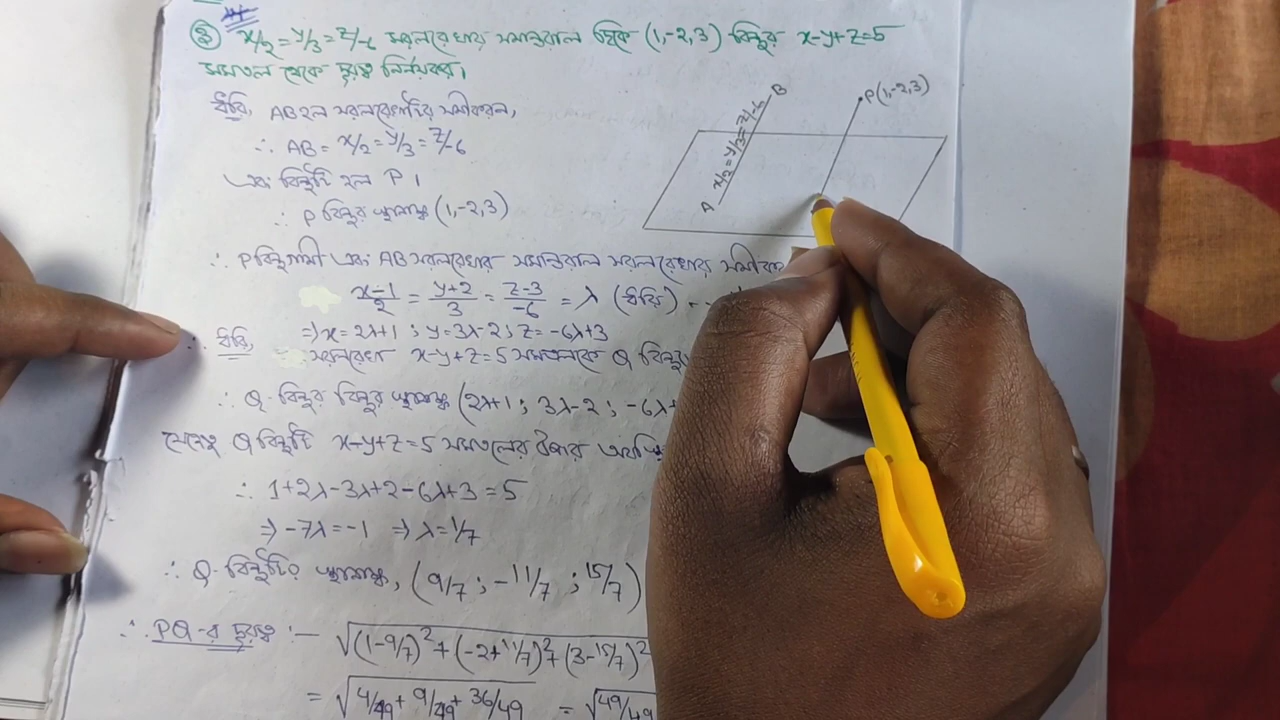 ③ x/2 = y/3 = z/-6 সরলরেখার সমান্তরাল দিকে (1,-2,3) বিন্দুর x-y+z=5
সমতল থেকে দূরত্ব নির্ণয় কর।
ধরি, AB হল সরলরেখাটির সমীকরণ,
∴ AB = x/2 = y/3 = z/-6
এবং বিন্দুটি হল P।
∴ P বিন্দুর স্থানাঙ্ক (1,-2,3)
B
P(1,-2,3)
x/2 = y/3 = z/-6
A
∴ P বিন্দুগামী এবং AB সরলরেখার সমান্তরাল সরলরেখার
x-1/2 = y+2/3 = z-3/-6 = λ (ধরি)
⇒ x=2λ+1 ; y=3λ-2 ; z=-6λ+3
ধরি, সরলরেখা x-y+z=5 সমতলকে Q
∴ Q বিন্দুর বিন্দুর স্থানাঙ্ক (2λ+1 ; 3λ-2 ; -6λ+
যেহেতু Q বিন্দুটি x-y+z=5 সমতলের উপর
∴ 1+2λ-3λ+2-6λ+3 = 5
⇒ -7λ = -1 ⇒ λ = 1/7
∴ Q বিন্দুটির স্থানাঙ্ক, (9/7 ; -11/7 ; 15/7)
∴ PQ-র দূরত্ব :- √(1-9/7)² + (-2+11/7)² + (3-15/7)²
= √4/49 + 9/49 + 36/49 = √49/49